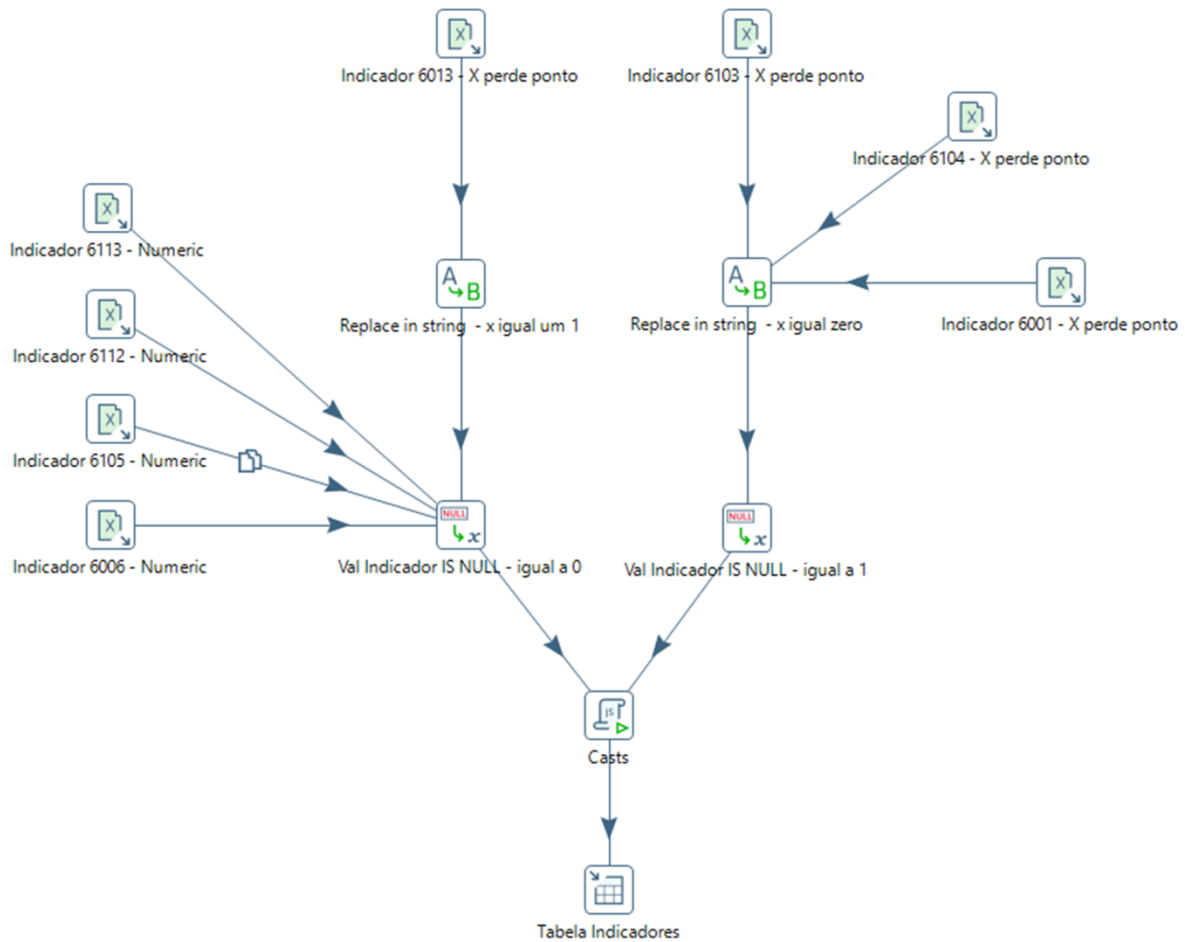 Indicador 6013 - X perde ponto
Indicador 6103 - X perde ponto
Indicador 6104 - X perde ponto
Indicador 6113 - Numeric
Indicador 6112 - Numeric
Indicador 6105 - Numeric
Indicador 6006 - Numeric
A
B
Replace in string - x igual um 1
A
B
Replace in string - x igual zero
X
Indicador 6001 - X perde ponto
NULL
x
Val Indicador IS NULL - igual a 0
NULL
x
Val Indicador IS NULL - igual a 1
JS
Casts
Tabela Indicadores